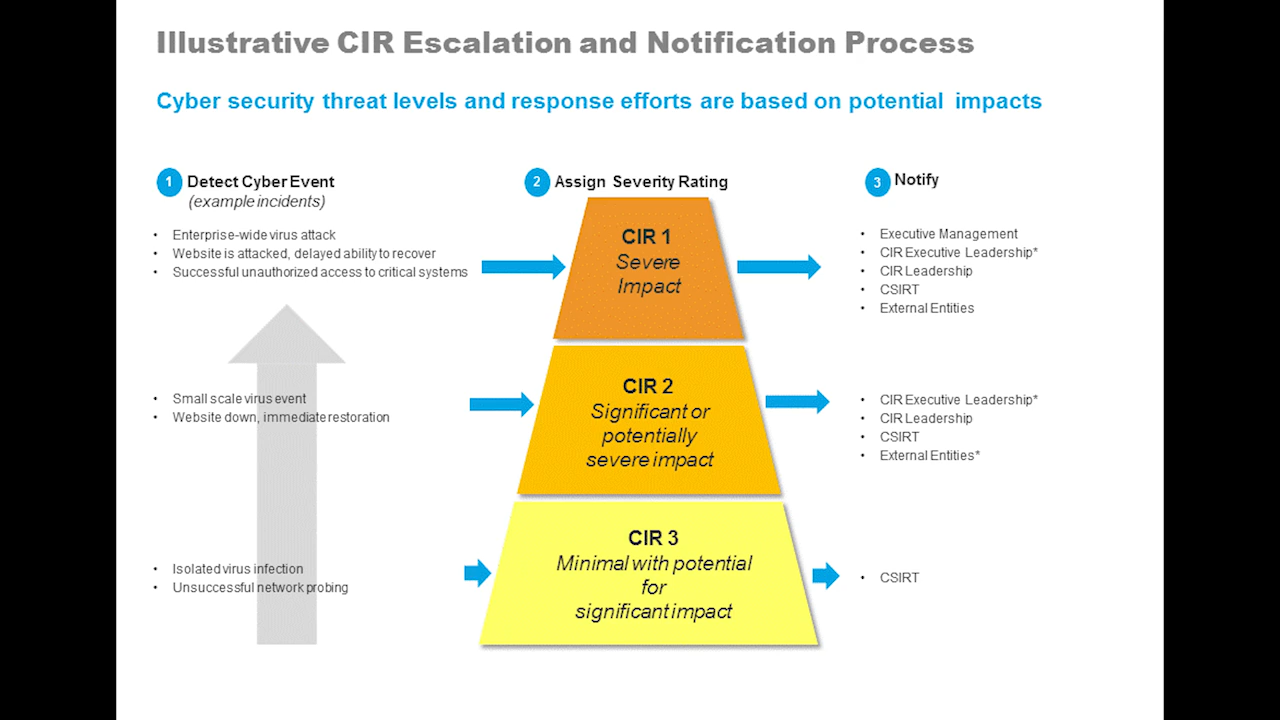 Illustrative CIR Escalation and Notification Process
Cyber security threat levels and response efforts are based on potential impacts
1 Detect Cyber Event
(example incidents)
• Enterprise-wide virus attack
• Website is attacked, delayed ability to recover
• Successful unauthorized access to critical systems
• Small scale virus event
• Website down, immediate restoration
• Isolated virus infection
• Unsuccessful network probing
2 Assign Severity Rating
CIR 1
Severe
Impact
CIR 2
Significant or
potentially
severe impact
CIR 3
Minimal with potential
for
significant impact
3 Notify
• Executive Management
• CIR Executive Leadership*
• CIR Leadership
• CSIRT
• External Entities
• CIR Executive Leadership*
• CIR Leadership
• CSIRT
• External Entities*
• CSIRT